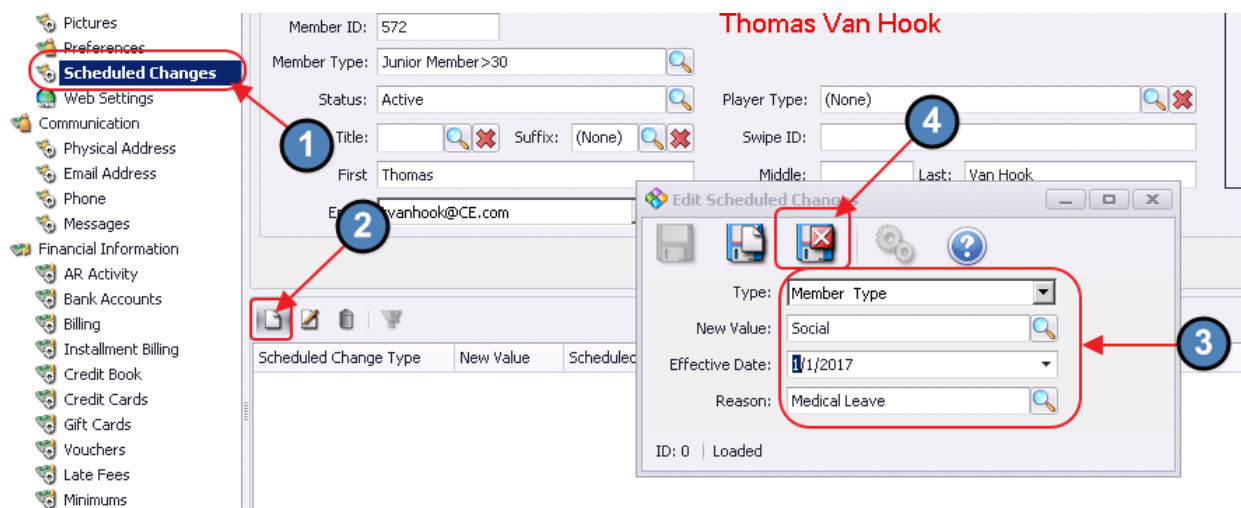 Pictures
Preferences
Scheduled Changes
Web Settings
Communication
Physical Address
Email Address
Phone
Messages
Financial Information
AR Activity
Bank Accounts
Billing
Installment Billing
Credit Book
Credit Cards
Gift Cards
Vouchers
Late Fees
Minimums
Thomas Van Hook
Member ID: 572
Member Type: Junior Member>30
Status: Active
Player Type: (None)
Title: Suffix: (None)
Swipe ID:
First Thomas
Middle: Last: Van Hook
vanhook@CE.com
1
2
3
4
Scheduled Change Type New Value Scheduled
Edit Scheduled Changes
Type: Member Type
New Value: Social
Effective Date: 1/1/2017
Reason: Medical Leave
ID: 0 Loaded